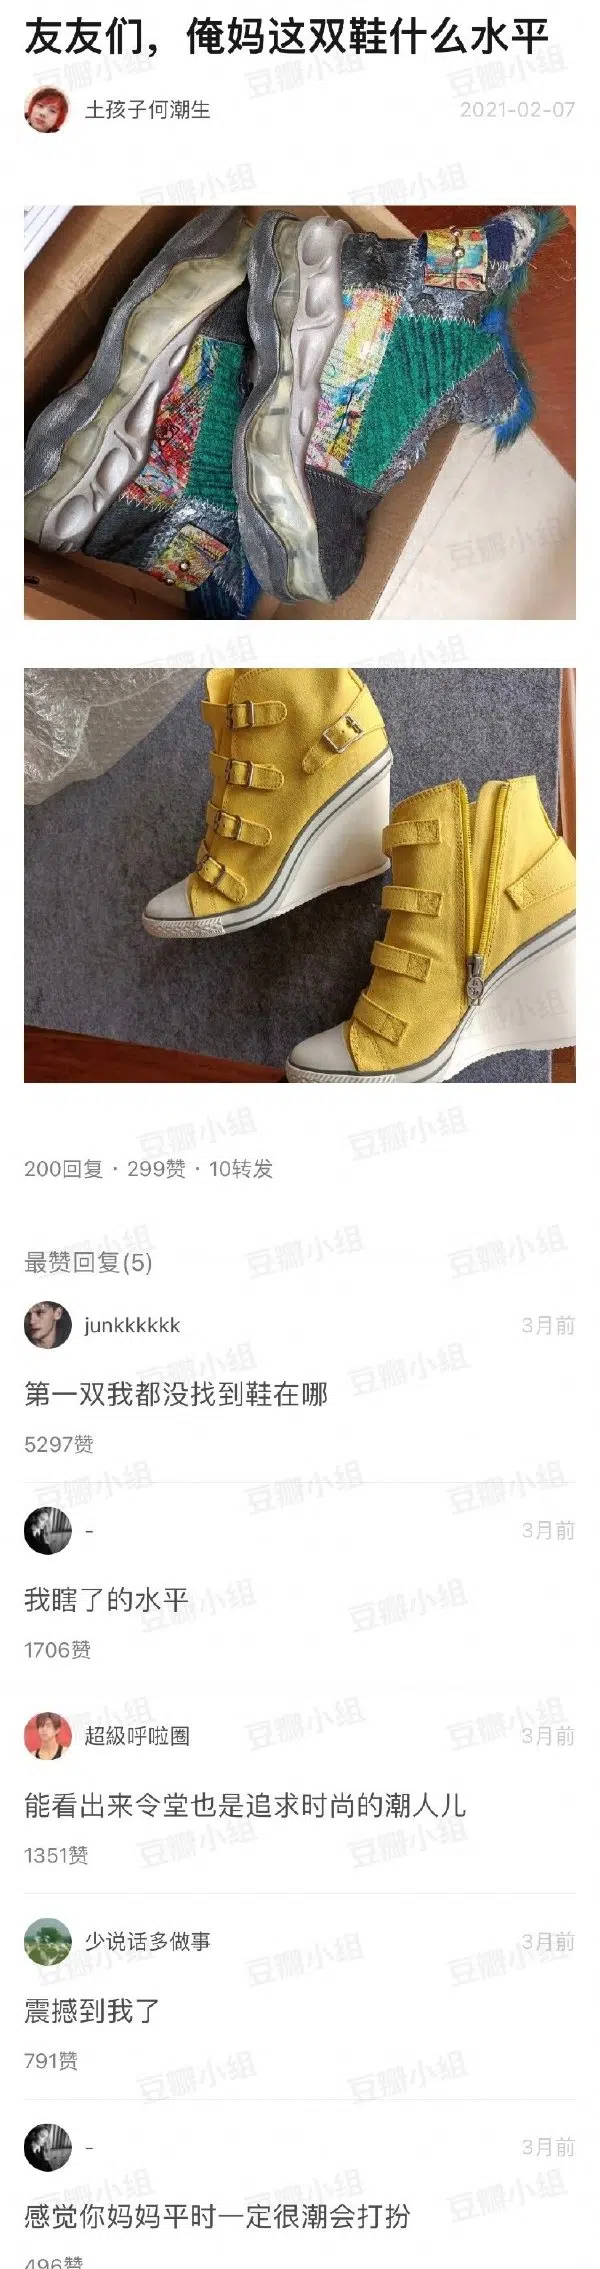 友友们，俺妈这双鞋什么水平
土孩子何潮生
2021-02-07
200回复 · 299赞 · 10转发
最赞回复(5)
junkkkkkk
3月前
第一双我都没找到鞋在哪
5297赞
-
3月前
我瞎了的水平
1706赞
超級呼啦圈
3月前
能看出来令堂也是追求时尚的潮人儿
1351赞
少说话多做事
3月前
震撼到我了
791赞
-
3月前
感觉你妈妈平时一定很潮会打扮
496赞
豆瓣小组